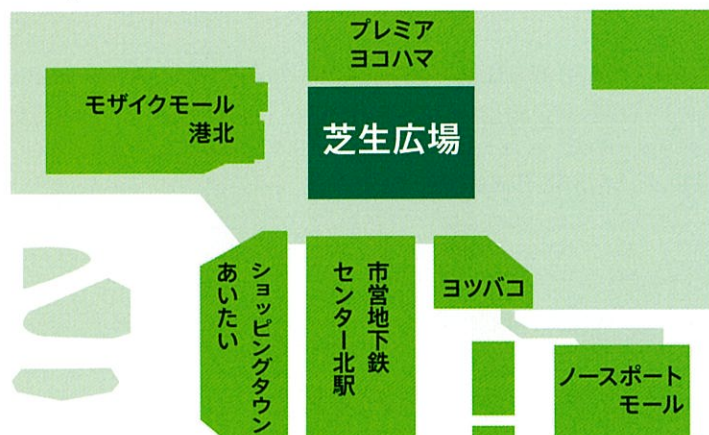 プレミア
ヨコハマ
モザイクモール
港北
芝生広場
ショッピングタウン
あいたい
市営地下鉄
センター北駅
ヨツバコ
ノースポート
モール